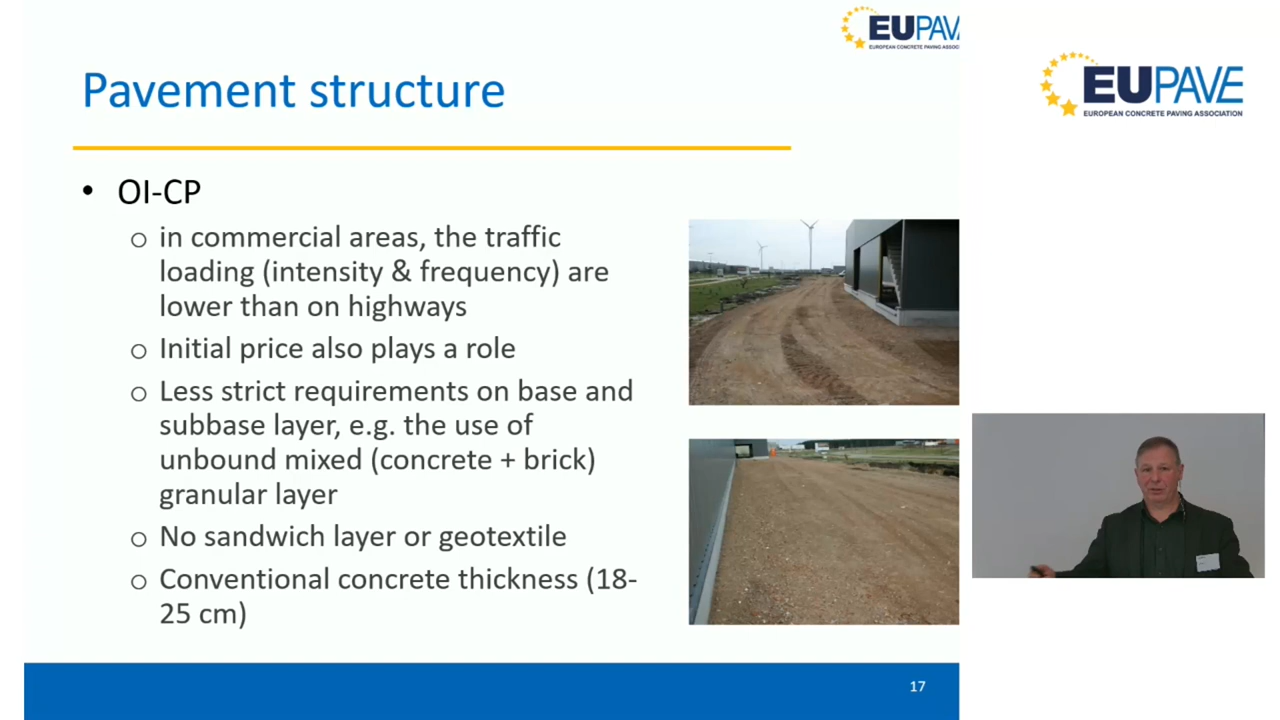 EUPAV
EUROPEAN CONCRETE PAVING ASSOC
EUPAVE
EUROPEAN CONCRETE PAVING ASSOCIATION
Pavement structure
• OI-CP
o in commercial areas, the traffic
loading (intensity & frequency) are
lower than on highways
o Initial price also plays a role
o Less strict requirements on base and
subbase layer, e.g. the use of
unbound mixed (concrete + brick)
granular layer
o No sandwich layer or geotextile
o Conventional concrete thickness (18-
25 cm)
17